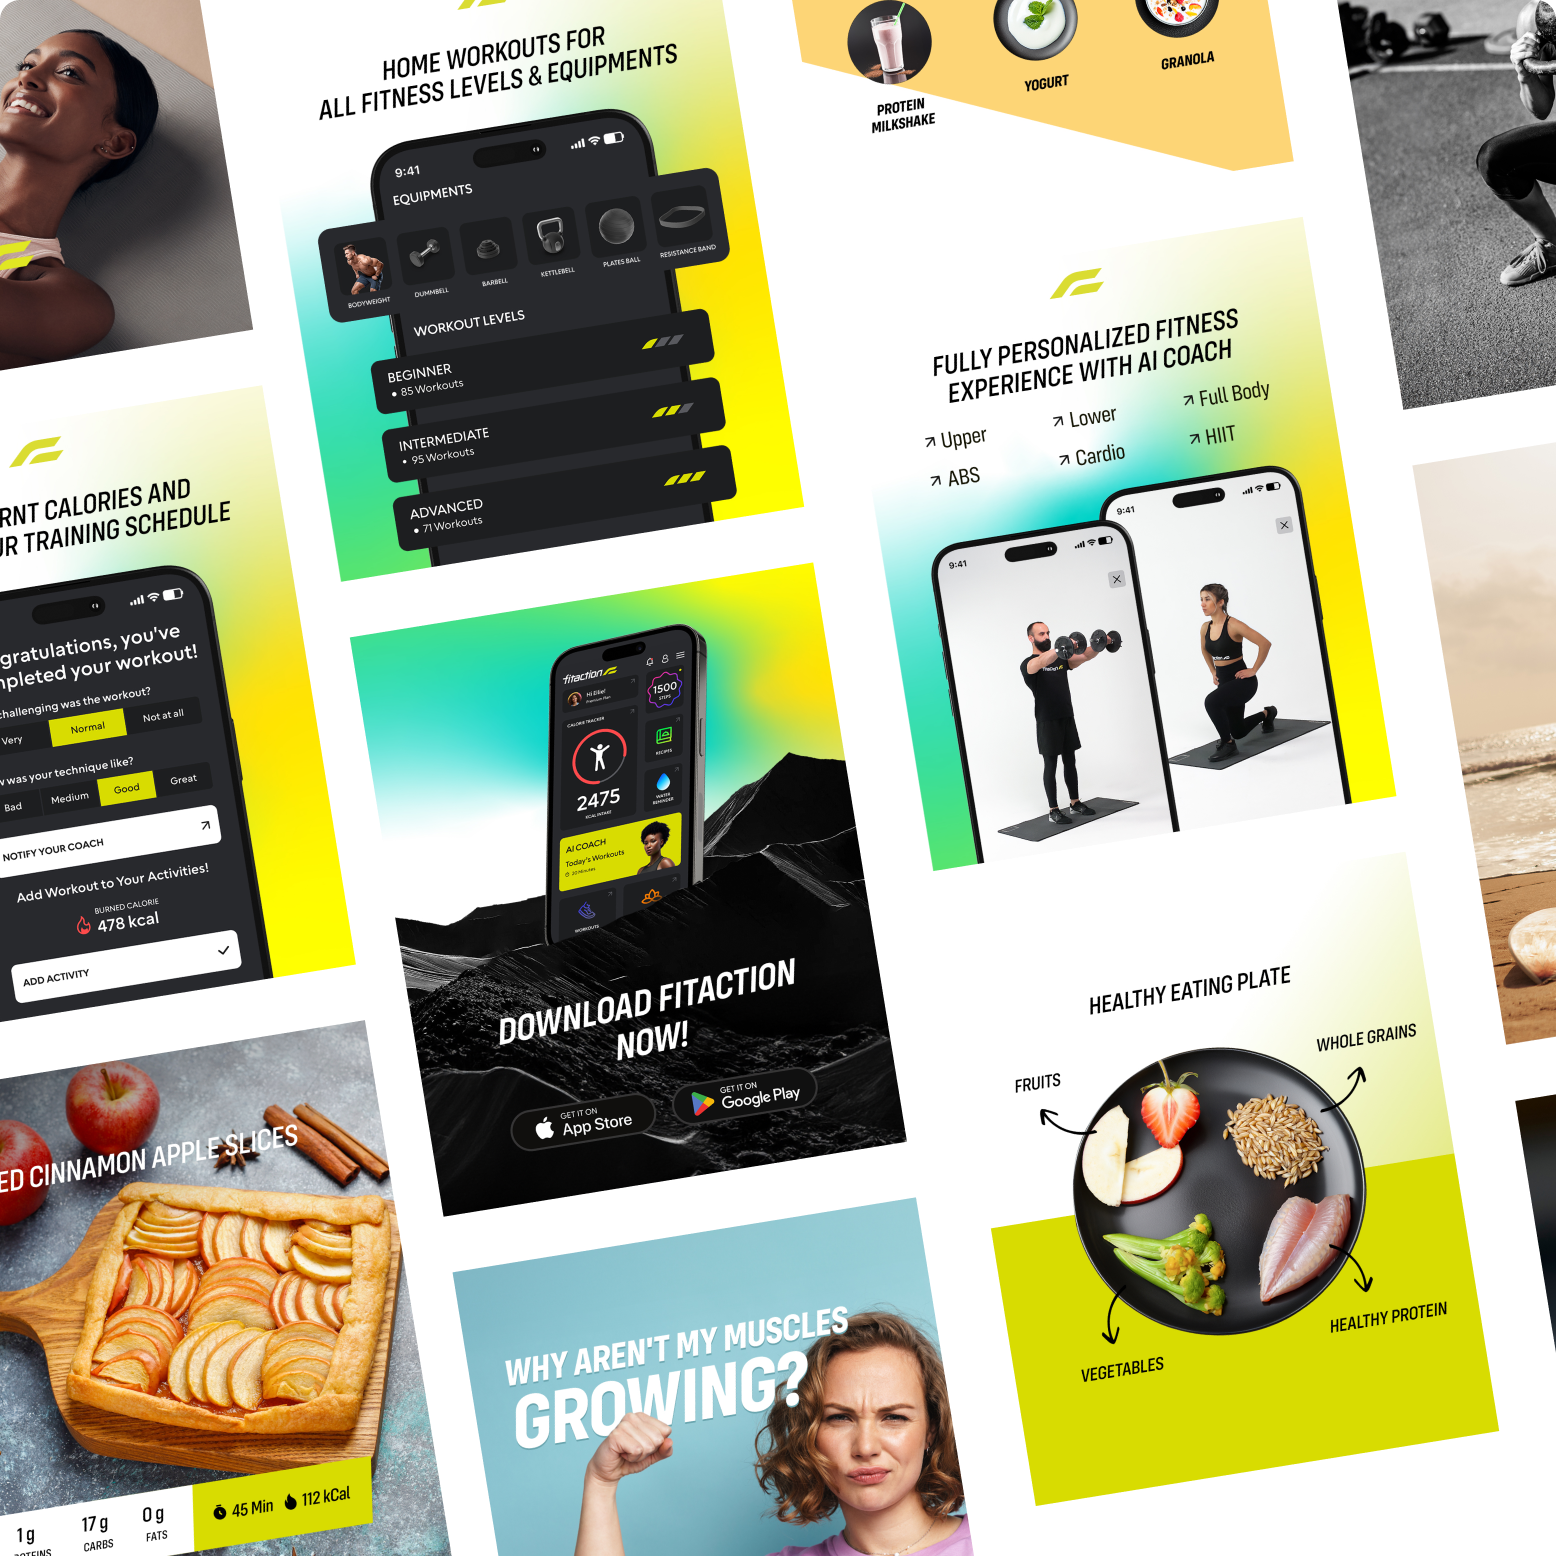 HOME WORKOUTS FOR
ALL FITNESS LEVELS & EQUIPMENTS
9:41
EQUIPMENTS
BODYWEIGHT
DUMMBELL
BARBELL
KETTLEBELL
PLATES BALL
RESISTANCE BAND
WORKOUT LEVELS
BEGINNER
• 85 Workouts
INTERMEDIATE
• 95 Workouts
ADVANCED
• 71 Workouts
PROTEIN
MILKSHAKE
YOGURT
GRANOLA
FULLY PERSONALIZED FITNESS
EXPERIENCE WITH AI COACH
Upper
Lower
Full Body
ABS
Cardio
HIIT
9:41
9:41
RNT CALORIES AND
UR TRAINING SCHEDULE
gratulations, you've
pleted your workout!
challenging was the workout?
Very
Normal
Not at all
w was your technique like?
Bad
Medium
Good
Great
NOTIFY YOUR COACH
Add Workout to Your Activities!
BURNED CALORIE
478 kcal
ADD ACTIVITY
fitaction
Hi Elie!
Premium Plan
1500
STEPS
CALORIE TRACKER
2475
KCAL INTAKE
RECIPES
WATER
REMINDER
AI COACH
Today's Workouts
20 Minutes
WORKOUTS
DOWNLOAD FITACTION
NOW!
GET IT ON
App Store
GET IT ON
Google Play
HEALTHY EATING PLATE
FRUITS
WHOLE GRAINS
VEGETABLES
HEALTHY PROTEIN
ED CINNAMON APPLE SLICES
1 g
OTEINS
17 g
CARBS
0 g
FATS
45 Min
112 kCal
WHY AREN'T MY MUSCLES
GROWING?